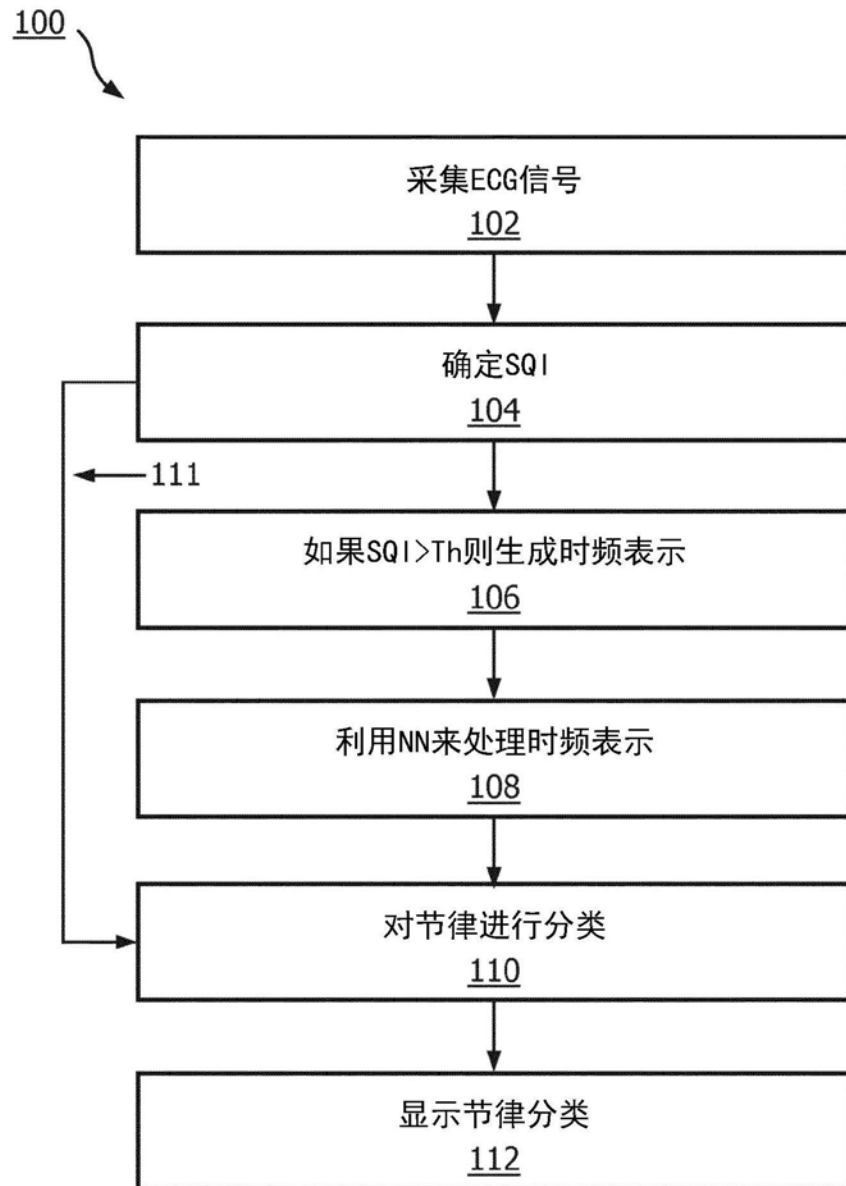 100
采集ECG信号
102
确定SQI
104
111
如果SQI>Th则生成时频表示
106
利用NN来处理时频表示
108
对节律进行分类
110
显示节律分类
112